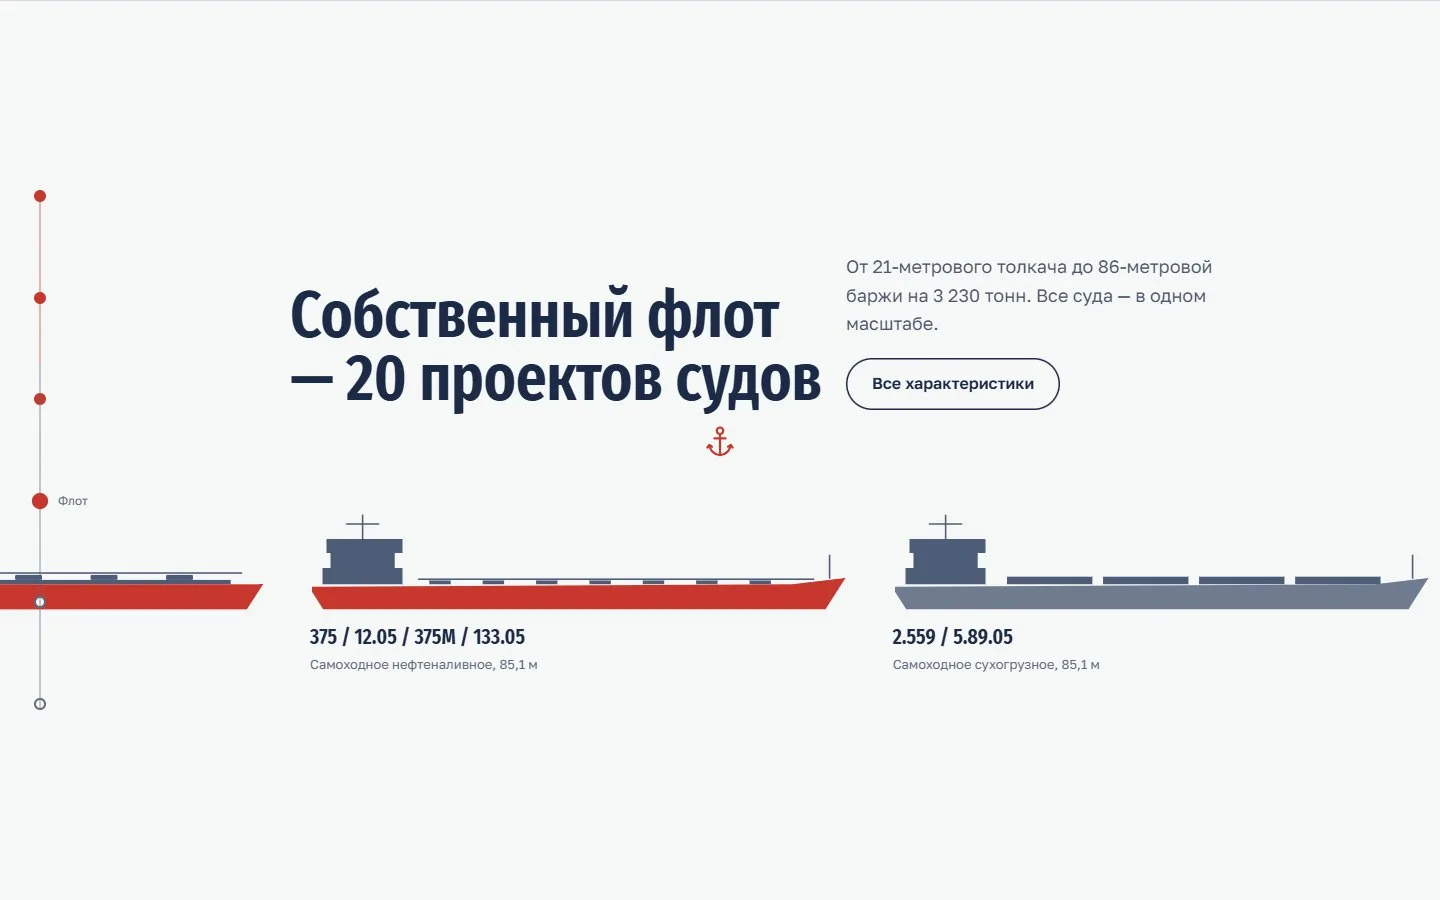 Собственный флот
— 20 проектов судов
От 21-метрового толкача до 86-метровой
баржи на 3 230 тонн. Все суда — в одном
масштабе.
Все характеристики
Флот
375 / 12.05 / 375М / 133.05
Самоходное нефтеналивное, 85,1 м
2.559 / 5.89.05
Самоходное сухогрузное, 85,1 м